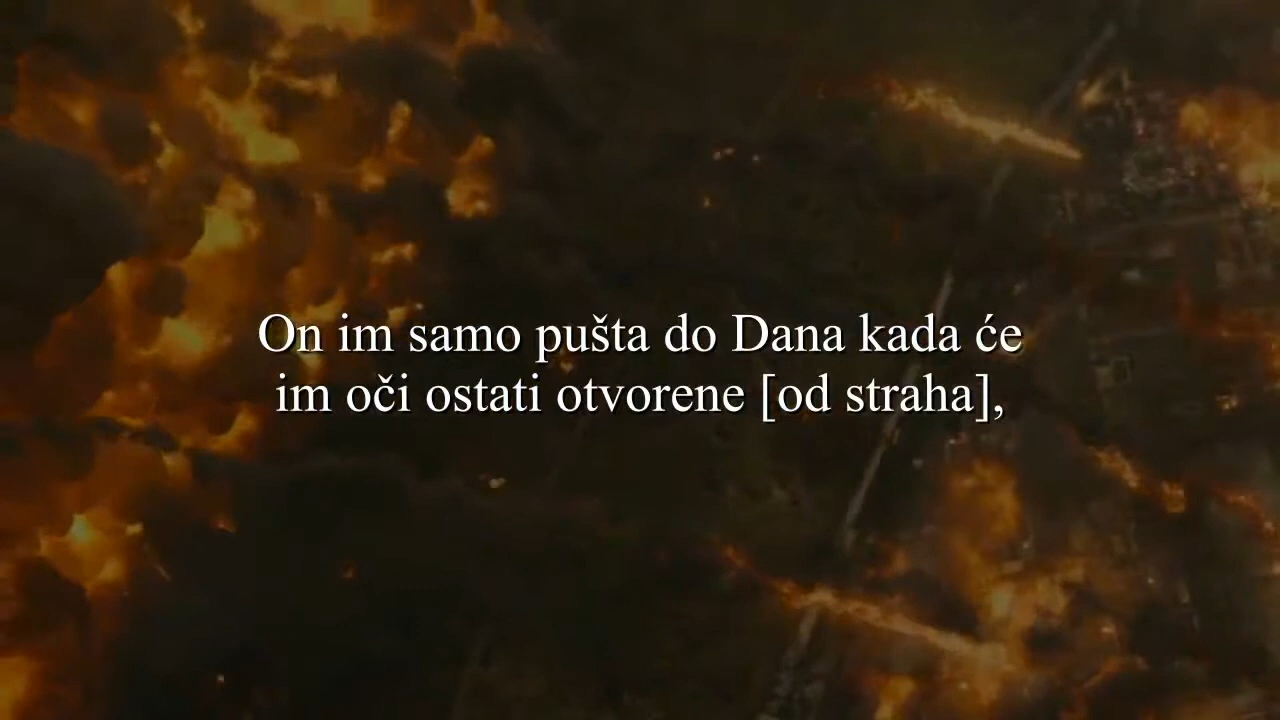 On im samo pušta do Dana kada će
im oči ostati otvorene [od straha],